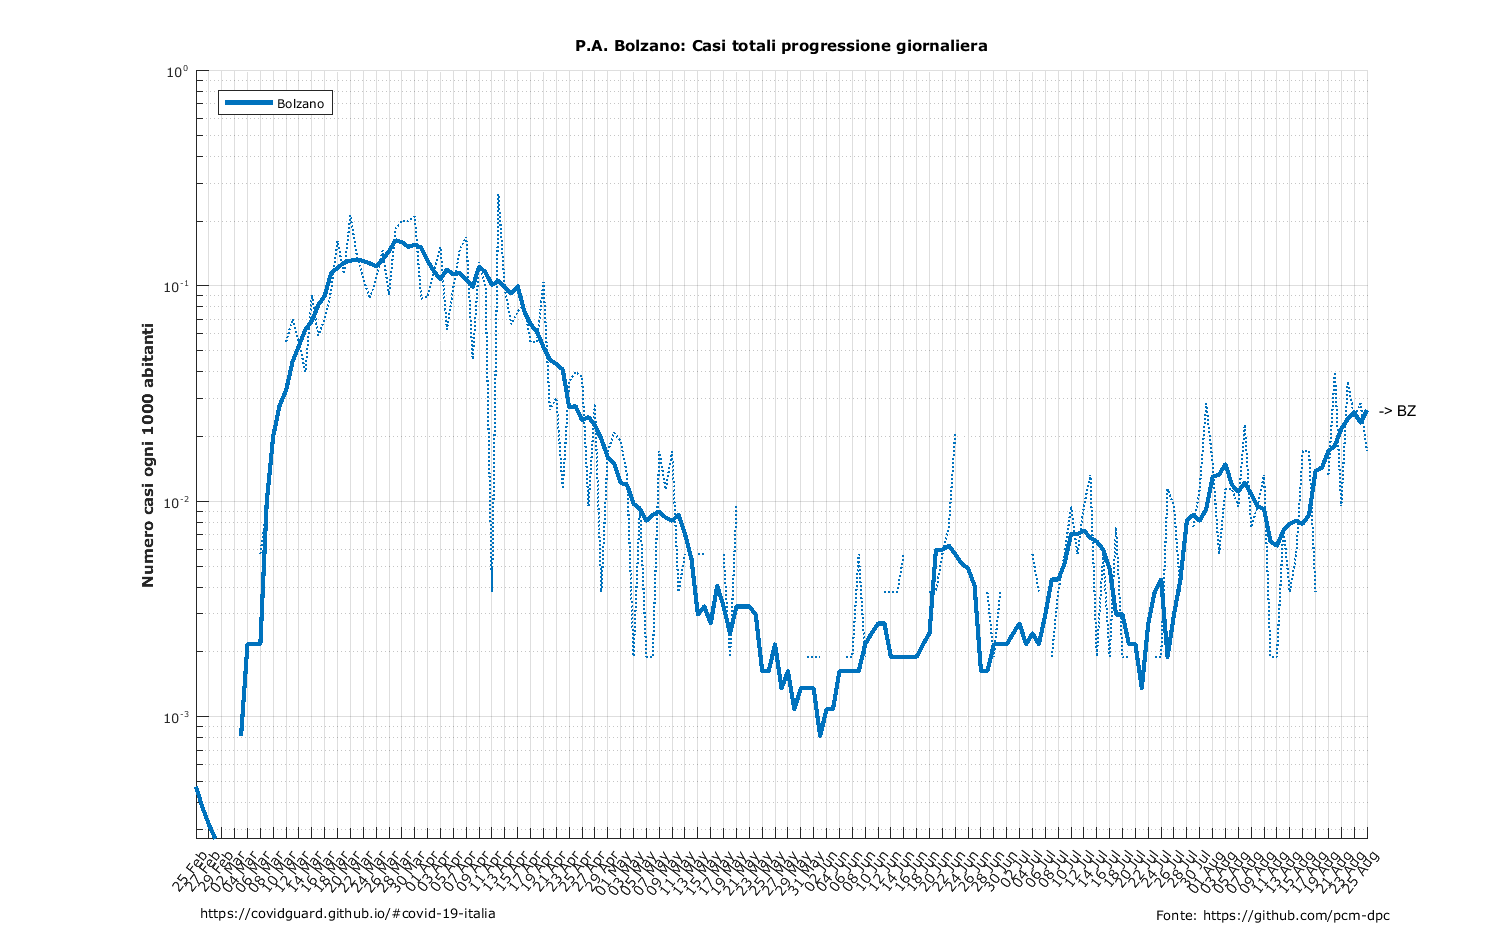 P.A. Bolzano: Casi totali progressione giornaliera
10⁰
10⁻¹
10⁻²
10⁻³
Numero casi ogni 1000 abitanti
Bolzano
-> BZ
25 Feb
27 Feb
29 Feb
02 Mar
04 Mar
06 Mar
08 Mar
10 Mar
12 Mar
14 Mar
16 Mar
18 Mar
20 Mar
22 Mar
24 Mar
26 Mar
28 Mar
30 Mar
01 Apr
03 Apr
05 Apr
07 Apr
09 Apr
11 Apr
13 Apr
15 Apr
17 Apr
19 Apr
21 Apr
23 Apr
25 Apr
27 Apr
29 Apr
01 May
03 May
05 May
07 May
09 May
11 May
13 May
15 May
17 May
19 May
21 May
23 May
25 May
27 May
29 May
31 May
02 Jun
04 Jun
06 Jun
08 Jun
10 Jun
12 Jun
14 Jun
16 Jun
18 Jun
20 Jun
22 Jun
24 Jun
26 Jun
28 Jun
30 Jun
02 Jul
04 Jul
06 Jul
08 Jul
10 Jul
12 Jul
14 Jul
16 Jul
18 Jul
20 Jul
22 Jul
24 Jul
26 Jul
28 Jul
30 Jul
01 Aug
03 Aug
05 Aug
07 Aug
09 Aug
11 Aug
13 Aug
15 Aug
17 Aug
19 Aug
21 Aug
23 Aug
25 Aug
https://covidguard.github.io/#covid-19-italia
Fonte: https://github.com/pcm-dpc